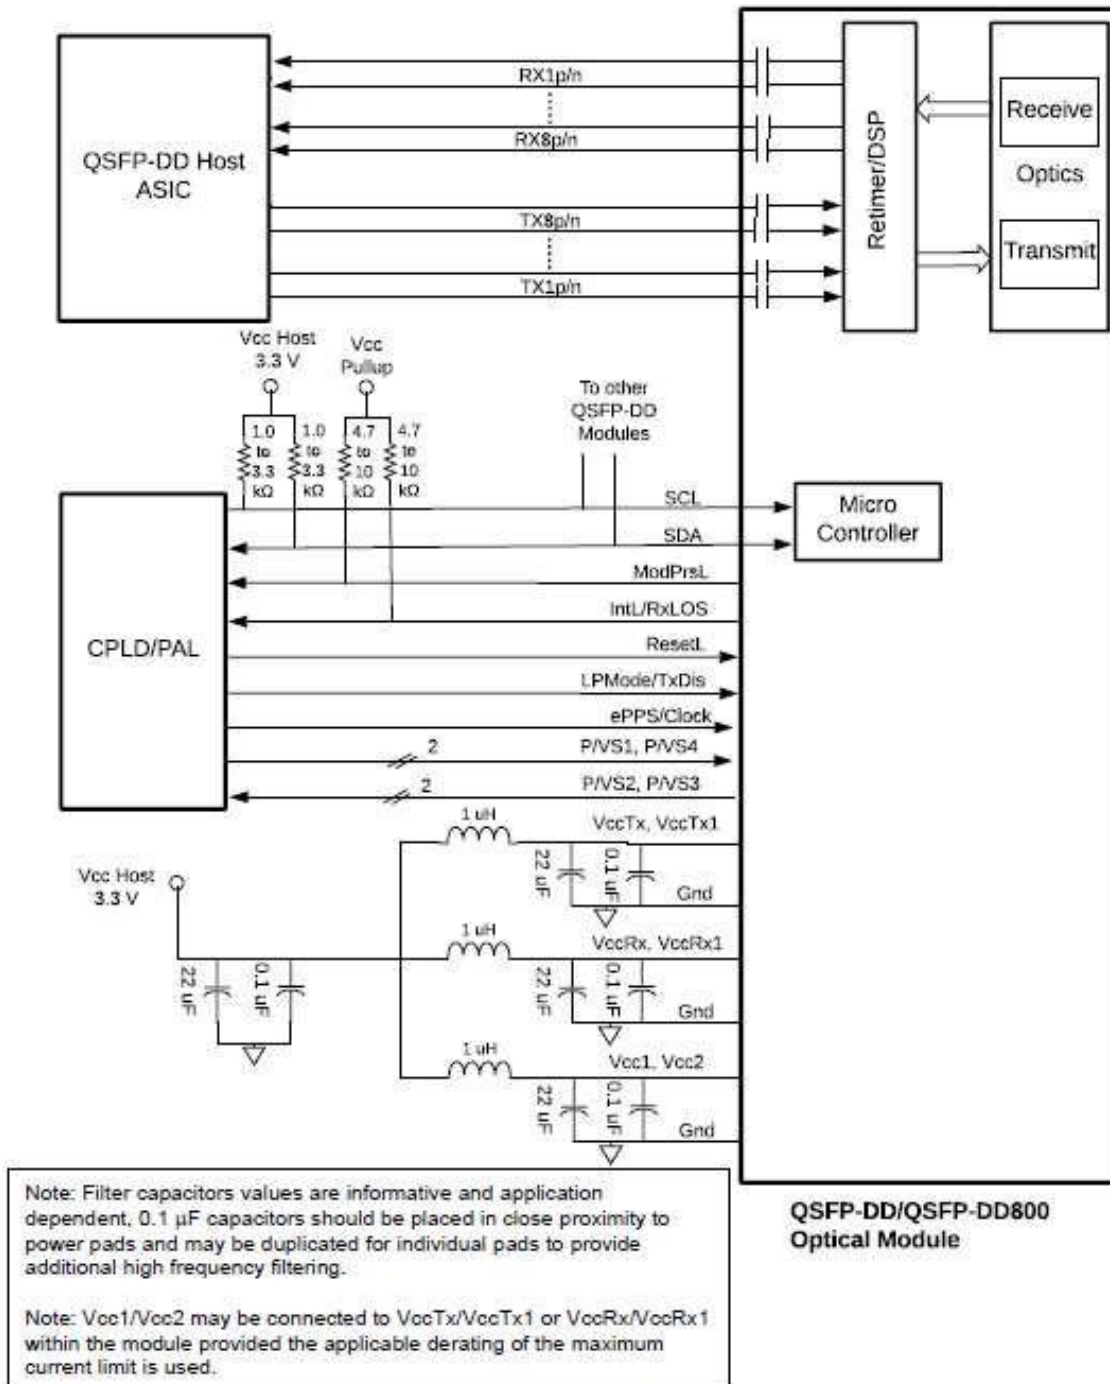 QSFP-DD Host
ASIC
RX1p/n
RX8p/n
TX8p/n
TX1p/n
Retimer/DSP
Receive
Optics
Transmit
Vcc Host
3.3 V
Vcc
Pullup
1.0
to
3.3
kΩ
1.0
to
3.3
kΩ
4.7
to
10
kΩ
4.7
to
10
kΩ
To other
QSFP-DD
Modules
CPLD/PAL
SCL
SDA
Micro
Controller
ModPrsL
IntL/RxLOS
ResetL
LPMode/TxDis
ePPS/Clock
2
P/VS1, P/VS4
2
P/VS2, P/VS3
1 uH
VccTx, VccTx1
22 uF
0.1 uF
Gnd
Vcc Host
3.3 V
22 uF
0.1 uF
1 uH
VccRx, VccRx1
22 uF
0.1 uF
Gnd
1 uH
Vcc1, Vcc2
22 uF
0.1 uF
Gnd
Note: Filter capacitors values are informative and application
dependent, 0.1 µF capacitors should be placed in close proximity to
power pads and may be duplicated for individual pads to provide
additional high frequency filtering.
Note: Vcc1/Vcc2 may be connected to VccTx/VccTx1 or VccRx/VccRx1
within the module provided the applicable derating of the maximum
current limit is used.
QSFP-DD/QSFP-DD800
Optical Module